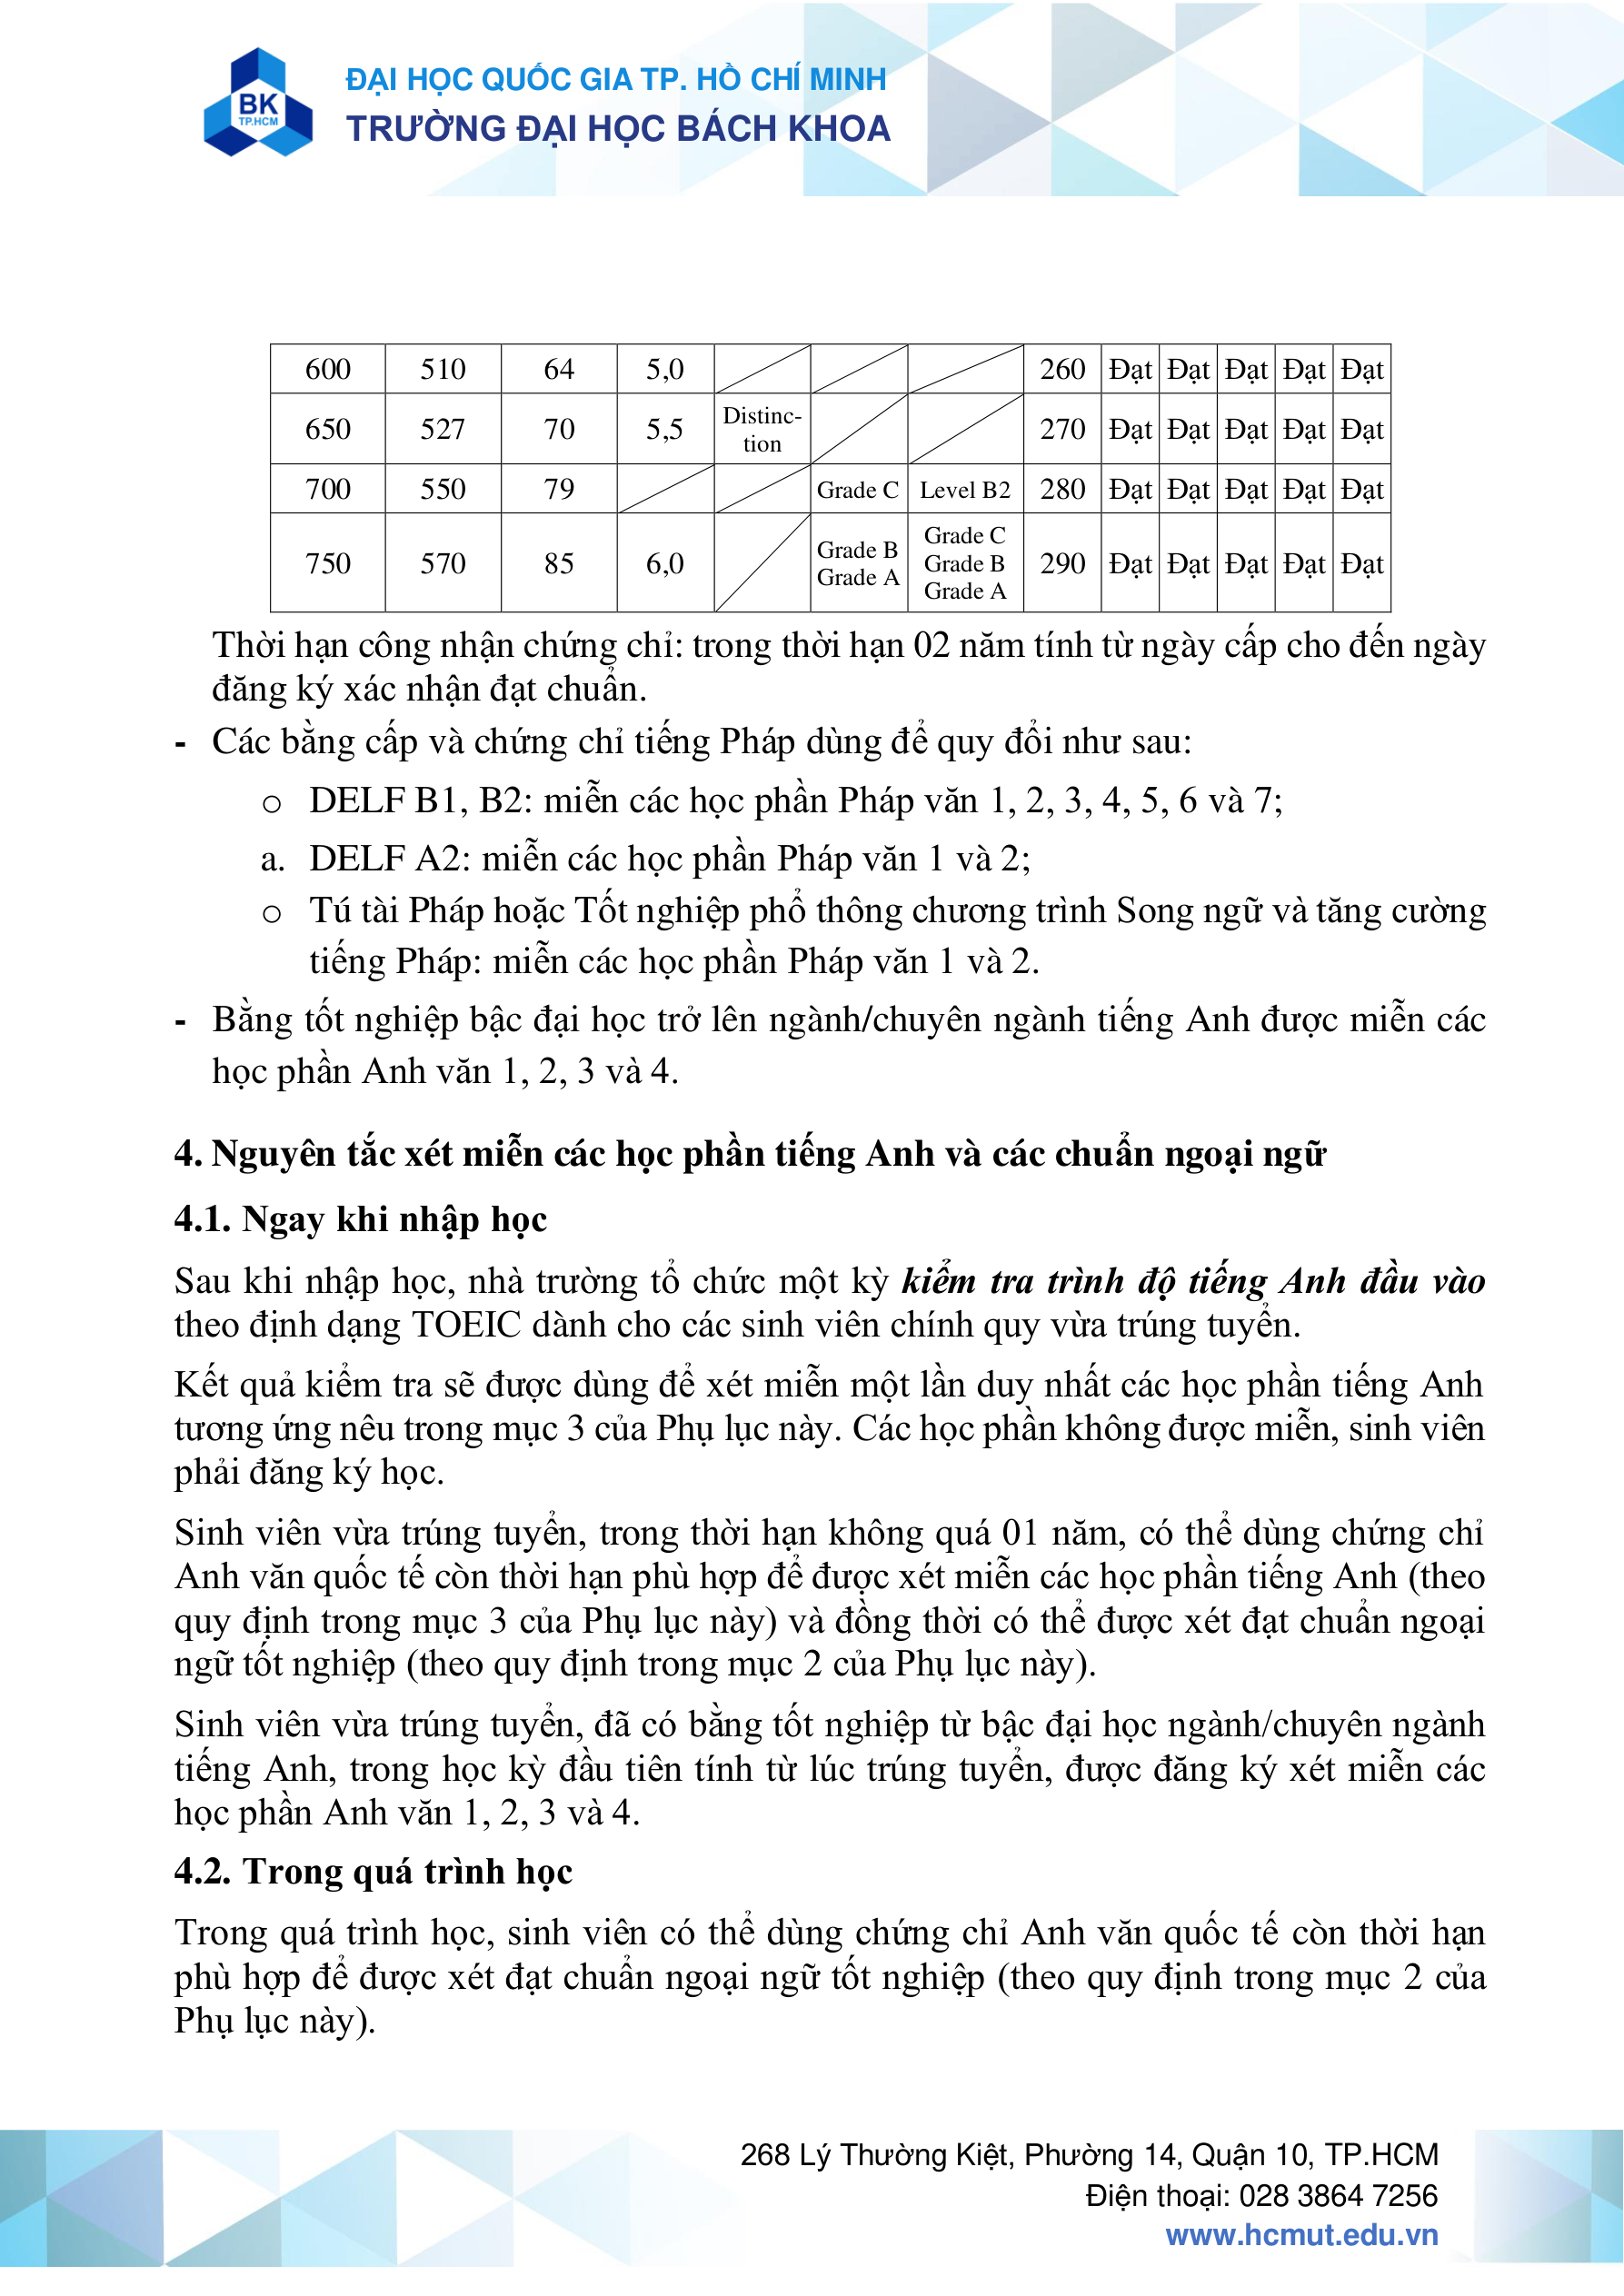 BK
TP.HCM
ĐẠI HỌC QUỐC GIA TP. HỒ CHÍ MINH
TRƯỜNG ĐẠI HỌC BÁCH KHOA
600 510 64 5,0 260 Đạt Đạt Đạt Đạt Đạt
650 527 70 5,5 Distinc-tion 270 Đạt Đạt Đạt Đạt Đạt
700 550 79 Grade C Level B2 280 Đạt Đạt Đạt Đạt Đạt
750 570 85 6,0 Grade B Grade A Grade C Grade B Grade A 290 Đạt Đạt Đạt Đạt Đạt
Thời hạn công nhận chứng chỉ: trong thời hạn 02 năm tính từ ngày cấp cho đến ngày
đăng ký xác nhận đạt chuẩn.
- Các bằng cấp và chứng chỉ tiếng Pháp dùng để quy đổi như sau:
o DELF B1, B2: miễn các học phần Pháp văn 1, 2, 3, 4, 5, 6 và 7;
a. DELF A2: miễn các học phần Pháp văn 1 và 2;
o Tú tài Pháp hoặc Tốt nghiệp phổ thông chương trình Song ngữ và tăng cường
tiếng Pháp: miễn các học phần Pháp văn 1 và 2.
- Bằng tốt nghiệp bậc đại học trở lên ngành/chuyên ngành tiếng Anh được miễn các
học phần Anh văn 1, 2, 3 và 4.
4. Nguyên tắc xét miễn các học phần tiếng Anh và các chuẩn ngoại ngữ
4.1. Ngay khi nhập học
Sau khi nhập học, nhà trường tổ chức một kỳ kiểm tra trình độ tiếng Anh đầu vào
theo định dạng TOEIC dành cho các sinh viên chính quy vừa trúng tuyển.
Kết quả kiểm tra sẽ được dùng để xét miễn một lần duy nhất các học phần tiếng Anh
tương ứng nêu trong mục 3 của Phụ lục này. Các học phần không được miễn, sinh viên
phải đăng ký học.
Sinh viên vừa trúng tuyển, trong thời hạn không quá 01 năm, có thể dùng chứng chỉ
Anh văn quốc tế còn thời hạn phù hợp để được xét miễn các học phần tiếng Anh (theo
quy định trong mục 3 của Phụ lục này) và đồng thời có thể được xét đạt chuẩn ngoại
ngữ tốt nghiệp (theo quy định trong mục 2 của Phụ lục này).
Sinh viên vừa trúng tuyển, đã có bằng tốt nghiệp từ bậc đại học ngành/chuyên ngành
tiếng Anh, trong học kỳ đầu tiên tính từ lúc trúng tuyển, được đăng ký xét miễn các
học phần Anh văn 1, 2, 3 và 4.
4.2. Trong quá trình học
Trong quá trình học, sinh viên có thể dùng chứng chỉ Anh văn quốc tế còn thời hạn
phù hợp để được xét đạt chuẩn ngoại ngữ tốt nghiệp (theo quy định trong mục 2 của
Phụ lục này).
268 Lý Thường Kiệt, Phường 14, Quận 10, TP.HCM
Điện thoại: 028 3864 7256
www.hcmut.edu.vn